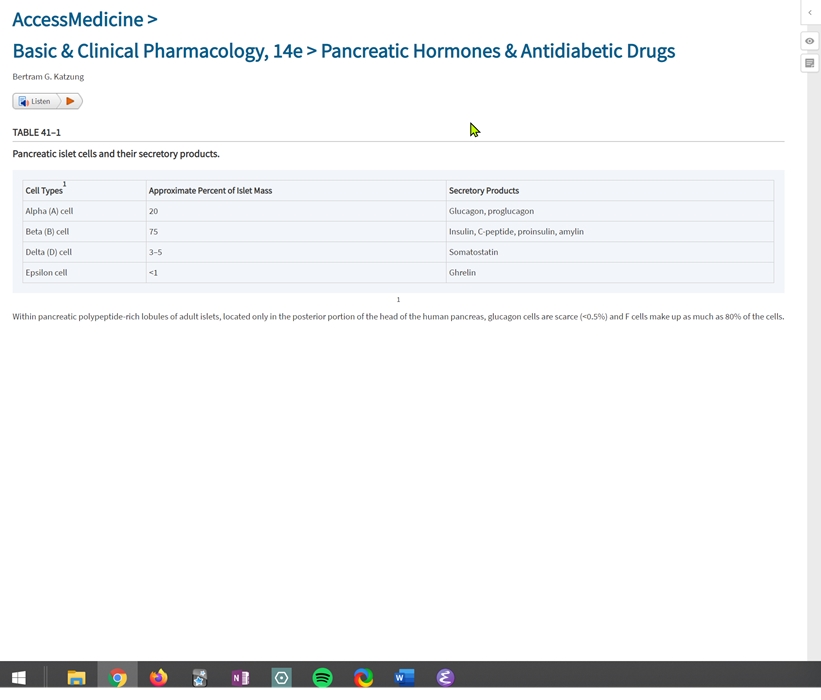 AccessMedicine >
Basic & Clinical Pharmacology, 14e > Pancreatic Hormones & Antidiabetic Drugs
Bertram G. Katzung
Listen
TABLE 41–1
Pancreatic islet cells and their secretory products.
Cell Types1 Approximate Percent of Islet Mass Secretory Products
Alpha (A) cell 20 Glucagon, proglucagon
Beta (B) cell 75 Insulin, C-peptide, proinsulin, amylin
Delta (D) cell 3–5 Somatostatin
Epsilon cell <1 Ghrelin
1
Within pancreatic polypeptide-rich lobules of adult islets, located only in the posterior portion of the head of the human pancreas, glucagon cells are scarce (<0.5%) and F cells make up as much as 80% of the cells.